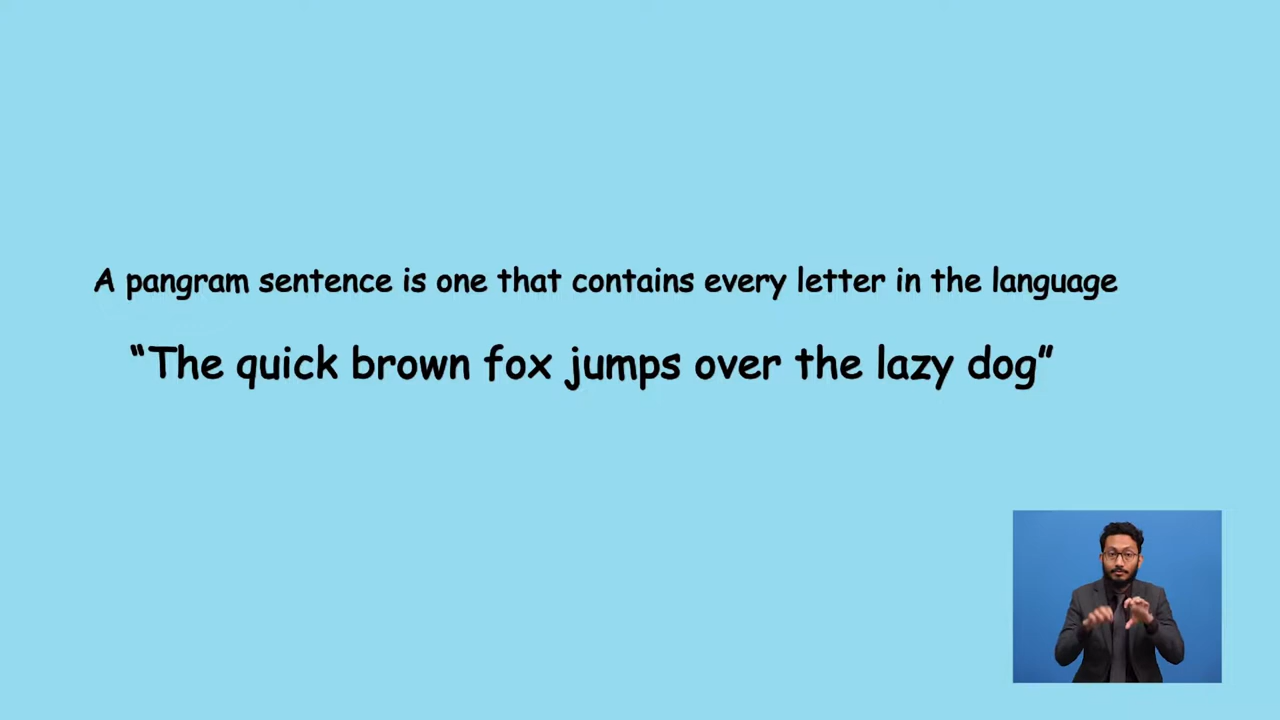 A pangram sentence is one that contains every letter in the language
“The quick brown fox jumps over the lazy dog”